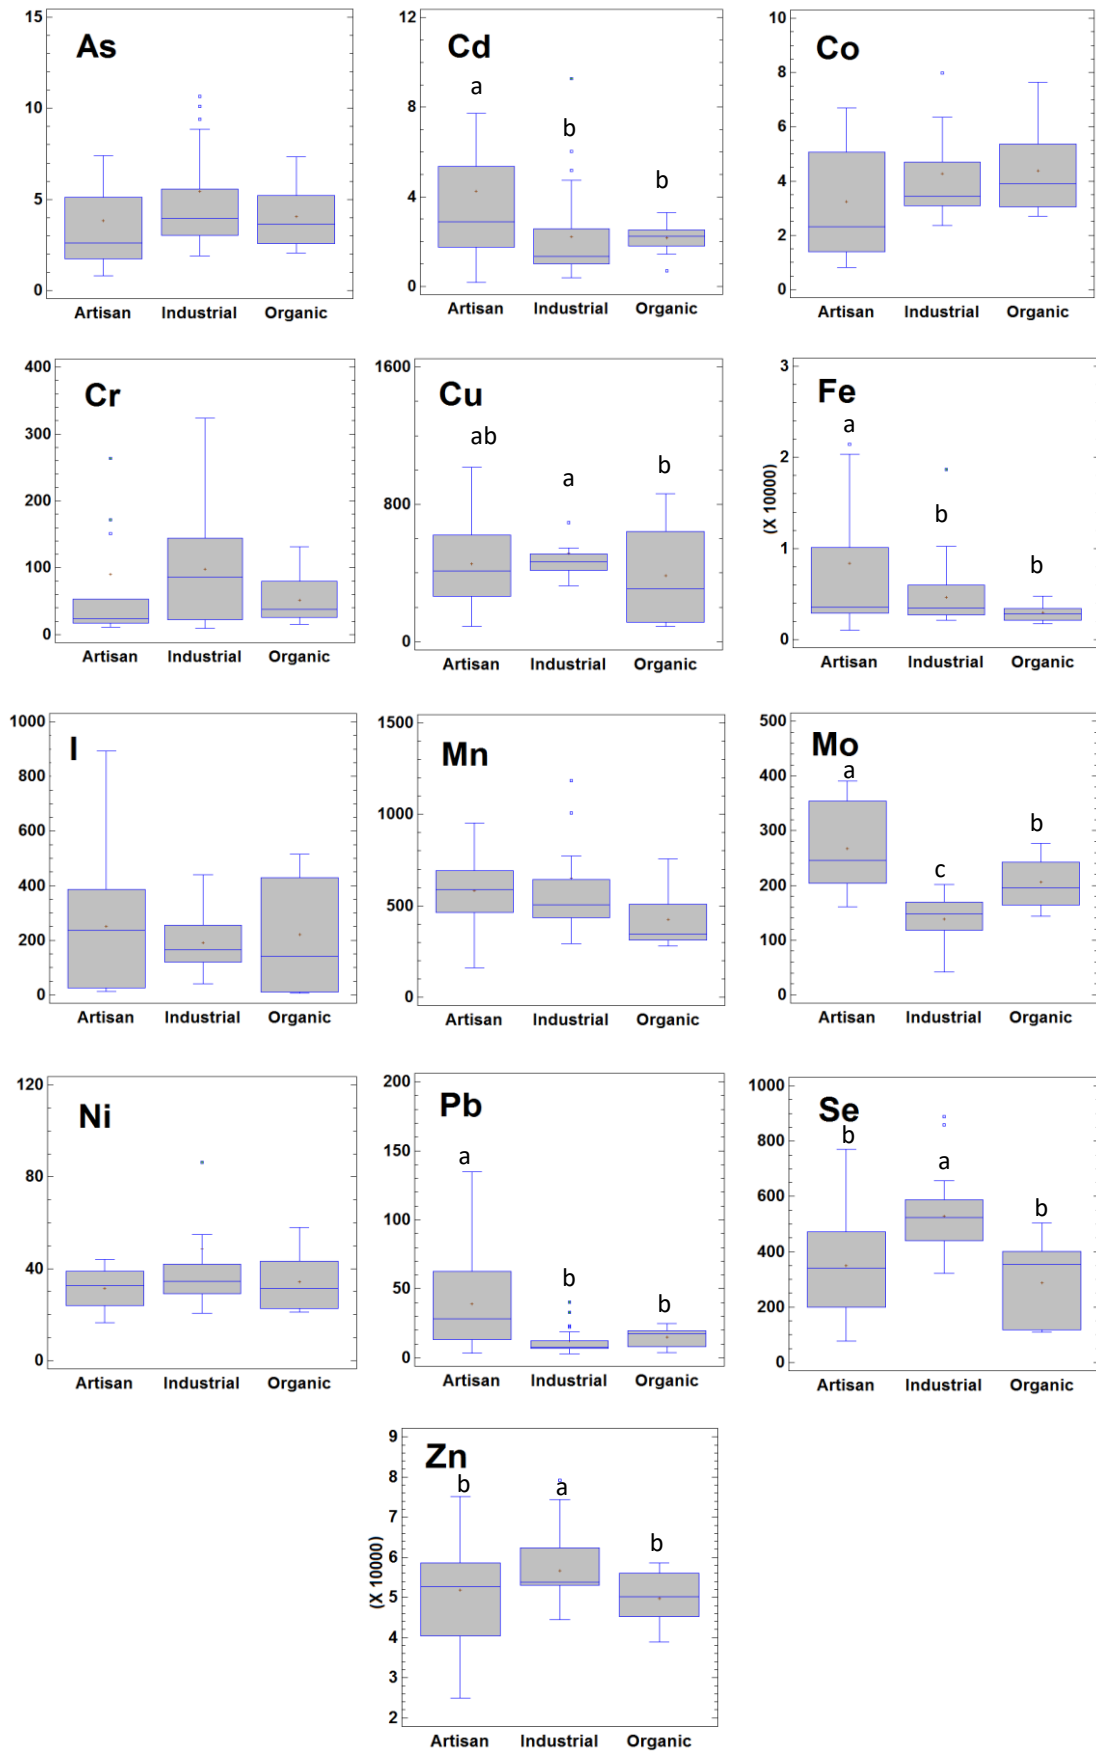 As
15
10
5
0
Artisan Industrial Organic
Cd
12
8
4
0
a
b
b
Artisan Industrial Organic
Co
10
8
6
4
2
0
Artisan Industrial Organic
Cr
400
300
200
100
0
Artisan Industrial Organic
Cu
1600
800
0
ab
a
b
Artisan Industrial Organic
Fe
(X 10000)
3
2
1
0
a
b
b
Artisan Industrial Organic
I
1000
800
600
400
200
0
Artisan Industrial Organic
Mn
1500
1000
500
0
Artisan Industrial Organic
Mo
500
400
300
200
100
0
a
c
b
Artisan Industrial Organic
Ni
120
80
40
0
Artisan Industrial Organic
Pb
200
150
100
50
0
a
b
b
Artisan Industrial Organic
Se
1000
800
600
400
200
0
b
a
b
Artisan Industrial Organic
Zn
(X 10000)
9
8
7
6
5
4
3
2
b
a
b
Artisan Industrial Organic